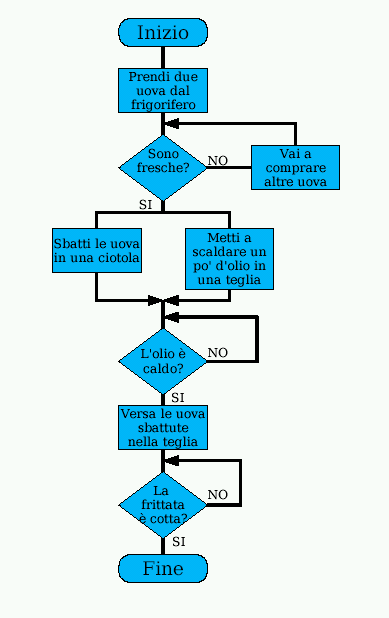 Inizio
Prendi due
uova dal
frigorifero
Sono
fresche?
NO
Vai a
comprare
altre uova
SI
Sbatti le uova
in una ciotola
Metti a
scaldare un
po' d'olio in
una teglia
L'olio è
caldo?
NO
SI
Versa le uova
sbattute
nella teglia
La
frittata
è cotta?
NO
SI
Fine